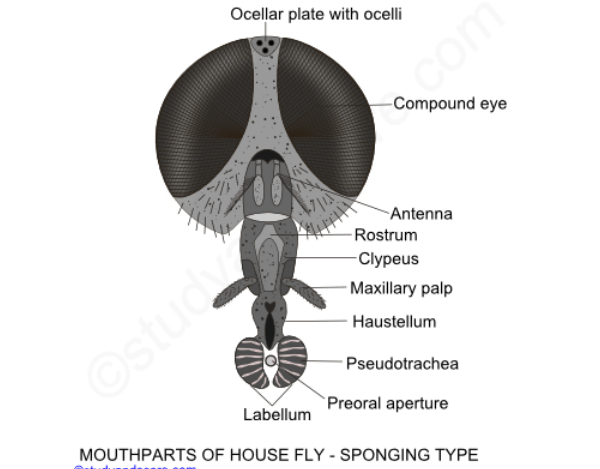 Ocellar plate with ocelli
Compound eye
Antenna
Rostrum
Clypeus
Maxillary palp
Haustellum
Pseudotrachea
Preoral aperture
Labellum
MOUTHPARTS OF HOUSE FLY - SPONGING TYPE